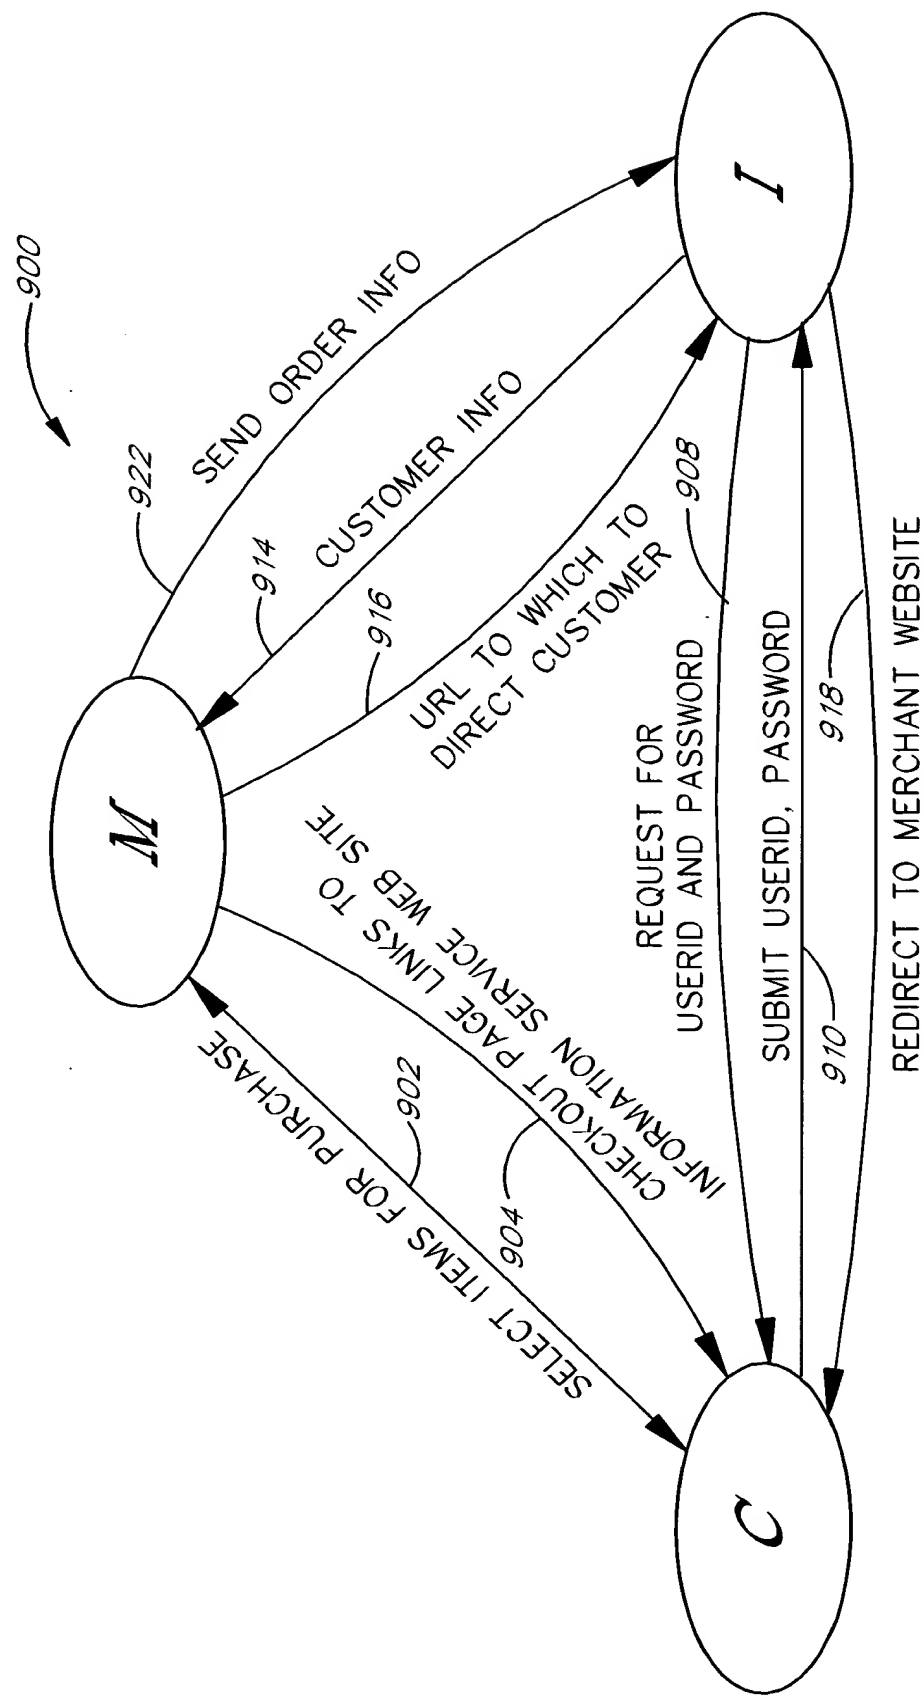 900
M
922
SEND ORDER INFO
914
CUSTOMER INFO
916
URL TO WHICH TO
DIRECT CUSTOMER
SELECT ITEMS FOR PURCHASE
902
904
CHECKOUT PAGE LINKS TO
INFORMATION SERVICE WEB SITE
REQUEST FOR
USERID AND PASSWORD
908
SUBMIT USERID, PASSWORD
910
918
C
I
REDIRECT TO MERCHANT WEBSITE